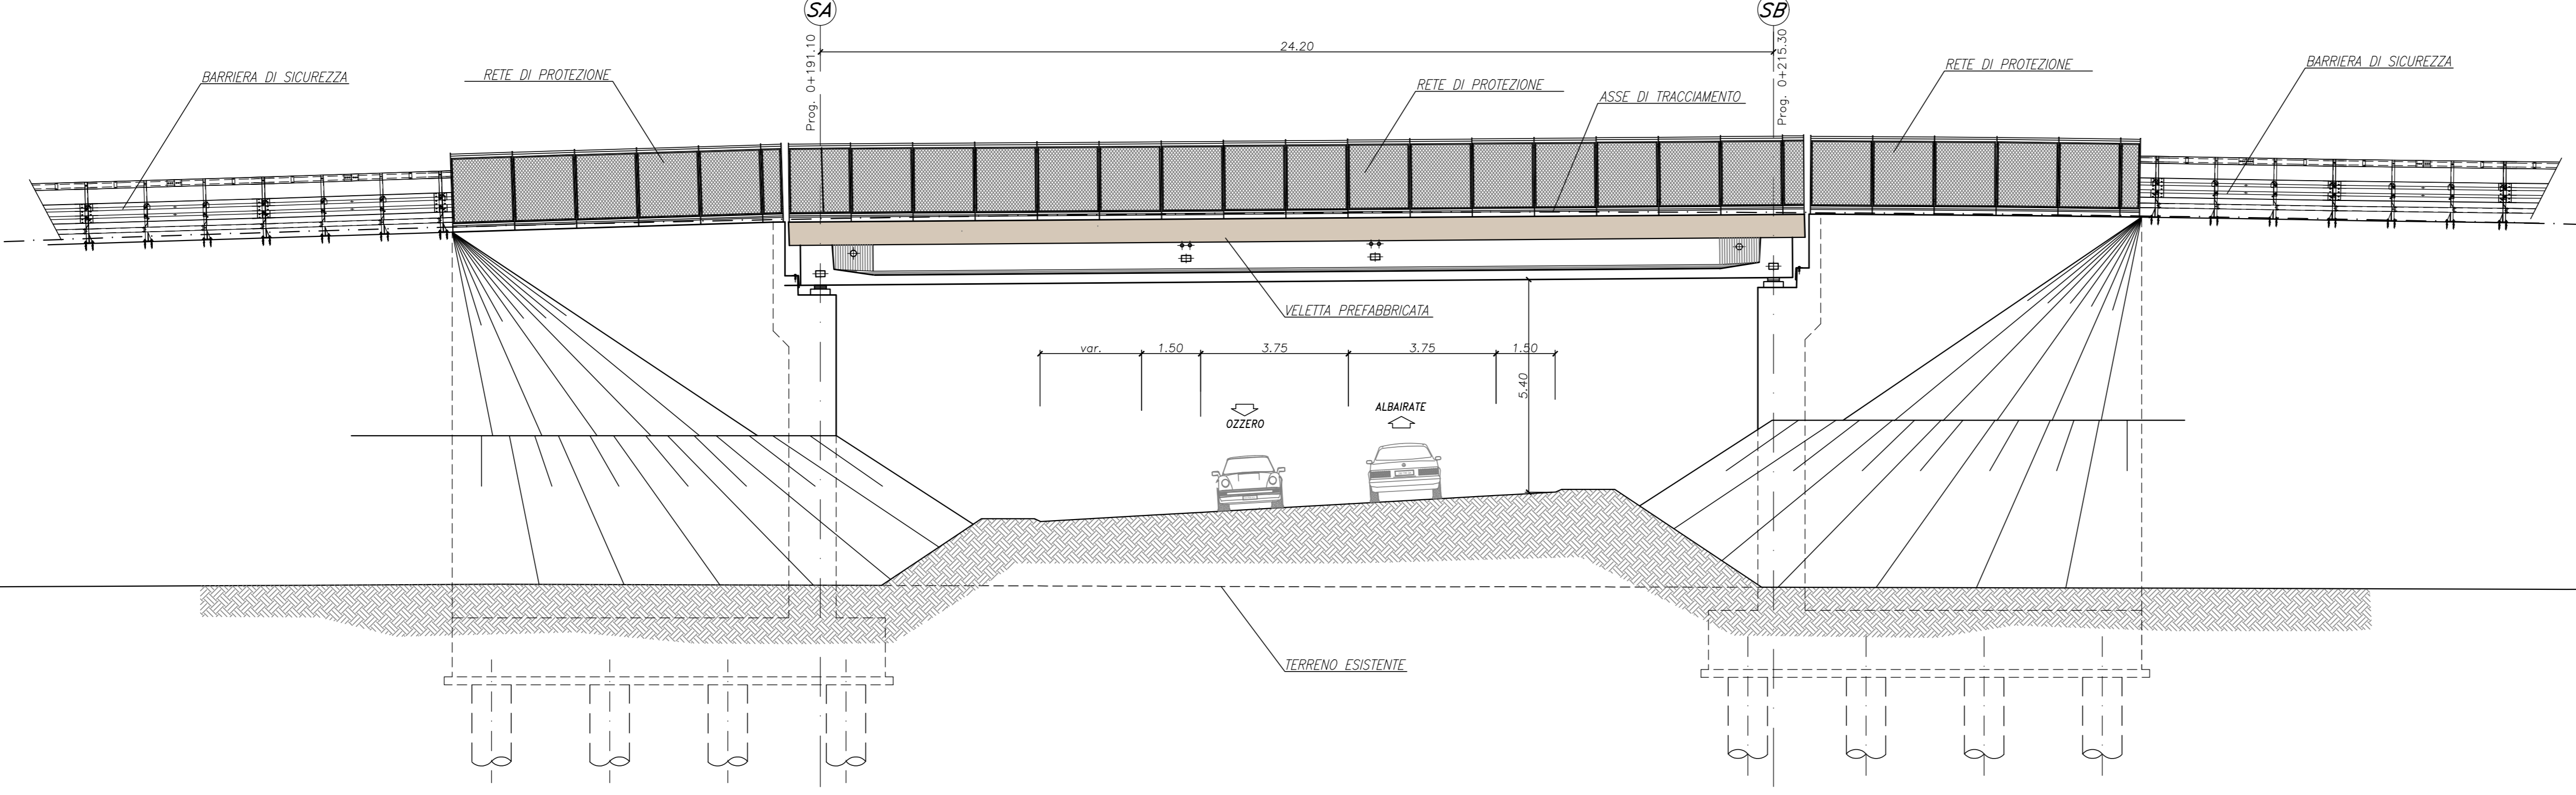 SA
SB
Prog. 0+191.10
24.20
Prog. 0+215.30
BARRIERA DI SICUREZZA
RETE DI PROTEZIONE
RETE DI PROTEZIONE
ASSE DI TRACCIAMENTO
RETE DI PROTEZIONE
BARRIERA DI SICUREZZA
VELETTA PREFABBRICATA
var.
1.50
3.75
3.75
1.50
5.40
OZZERO
ALBAIRATE
TERRENO ESISTENTE